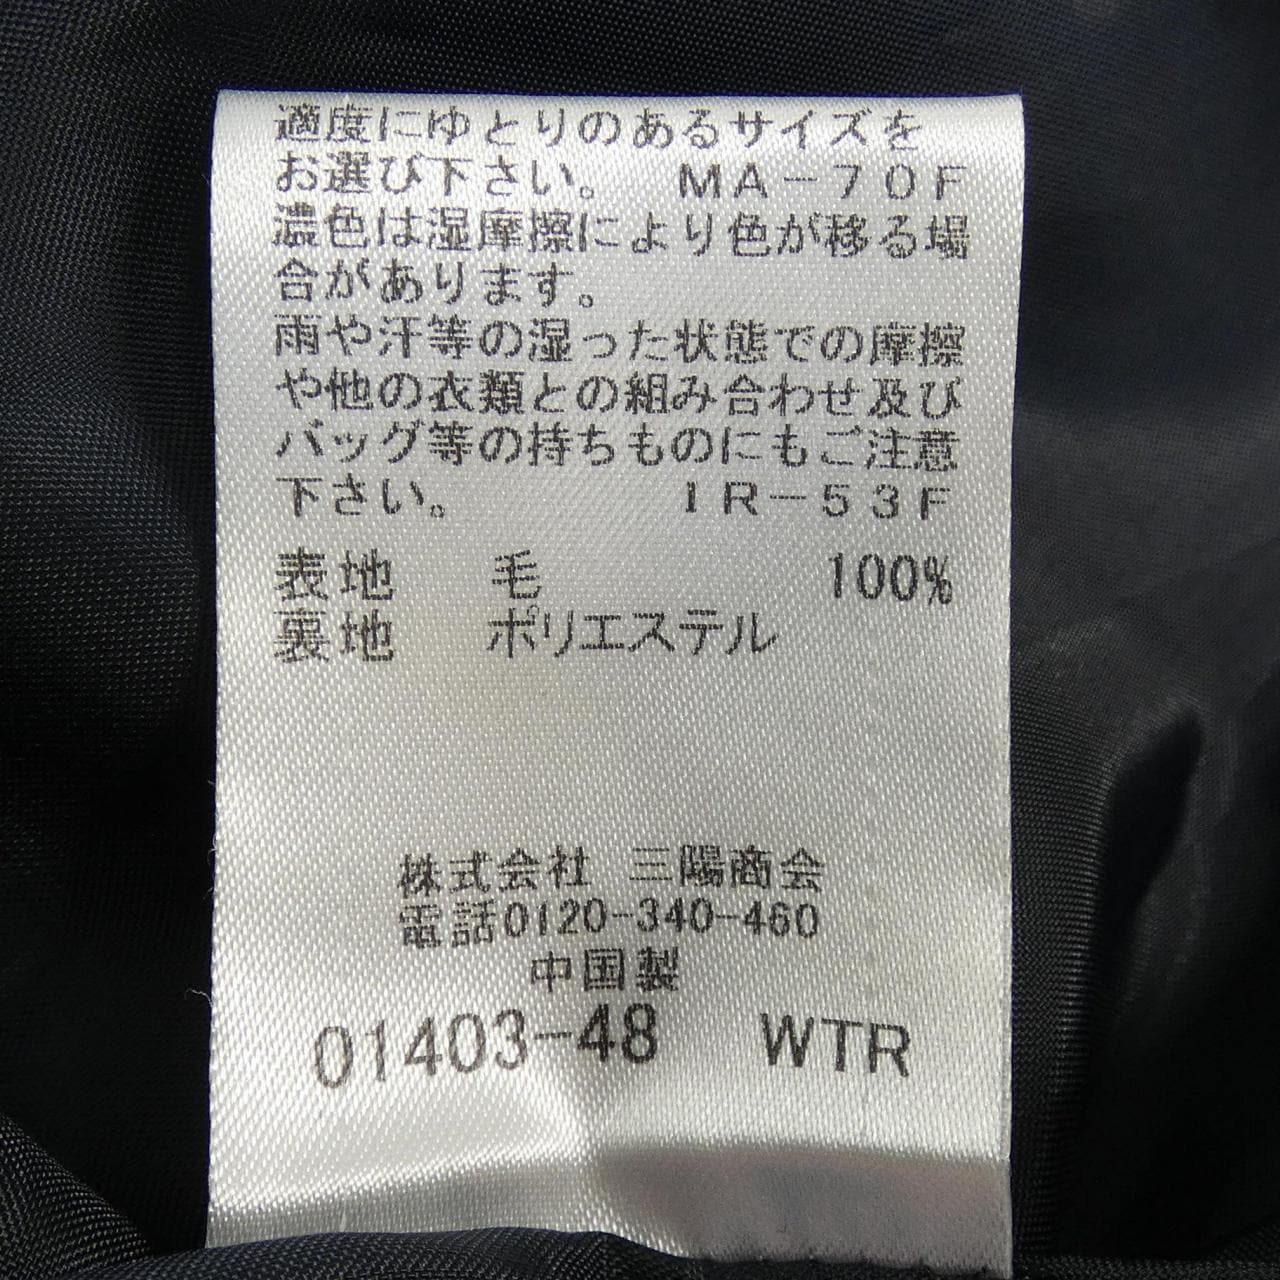 適度にゆとりのあるサイズを
お選び下さい。 MA-70F
濃色は湿摩擦により色が移る場
合があります。
雨や汗等の湿った状態での摩擦
や他の衣類との組み合わせ及び
バッグ等の持ちものにもご注意
下さい。 IR-53F
表地 毛 100%
裏地 ポリエステル
株式会社 三陽商会
電話0120-340-460
中国製
01403-48 WTR